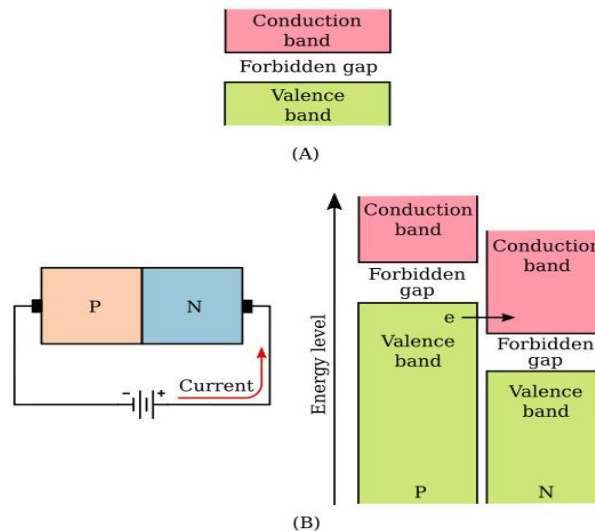 Conduction
band
Forbidden gap
Valence
band
(A)
P
N
Current
- +
Energy level
Conduction
band
Forbidden
gap
e
Valence
band
P
Conduction
band
Forbidden
gap
Valence
band
N
(B)